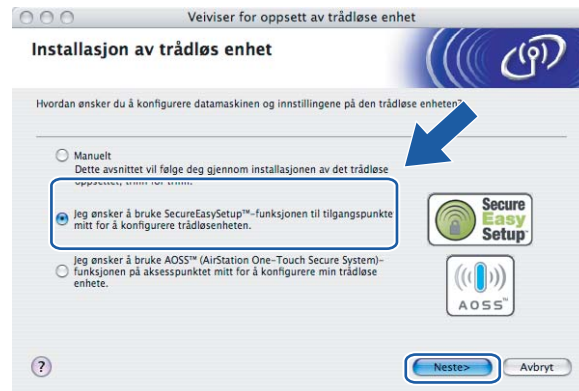 Veiviser for oppsett av trådløse enhet
Installasjon av trådløs enhet
Hvordan ønsker du å konfigurere datamaskinen og innstillingene på den trådløse enheten?
Manuelt
Dette avsnittet vil følge deg gjennom installasjonen av det trådløse
oppsettet, trinn for trinn.
Jeg ønsker å bruke SecureEasySetup™-funksjonen til tilgangspunkte
mitt for å konfigurere trådløsenheten.
Secure
Easy
Setup
Jeg ønsker å bruke AOSS™ (AirStation One-Touch Secure System)-
funksjonen på aksesspunktet mitt for å konfigurere min trådløse
enhete.
AOSS™
?
Neste>
Avbryt